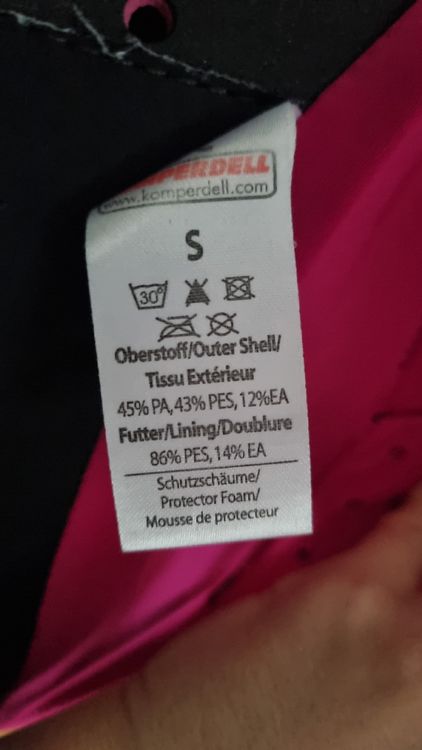 KOMPERDELL
www.komperdell.com
S
30°
Oberstoff/Outer Shell/
Tissu Extérieur
45% PA, 43% PES, 12%EA
Futter/Lining/Doublure
86% PES, 14% EA
Schutzschäume/
Protector Foam/
Mousse de protecteur